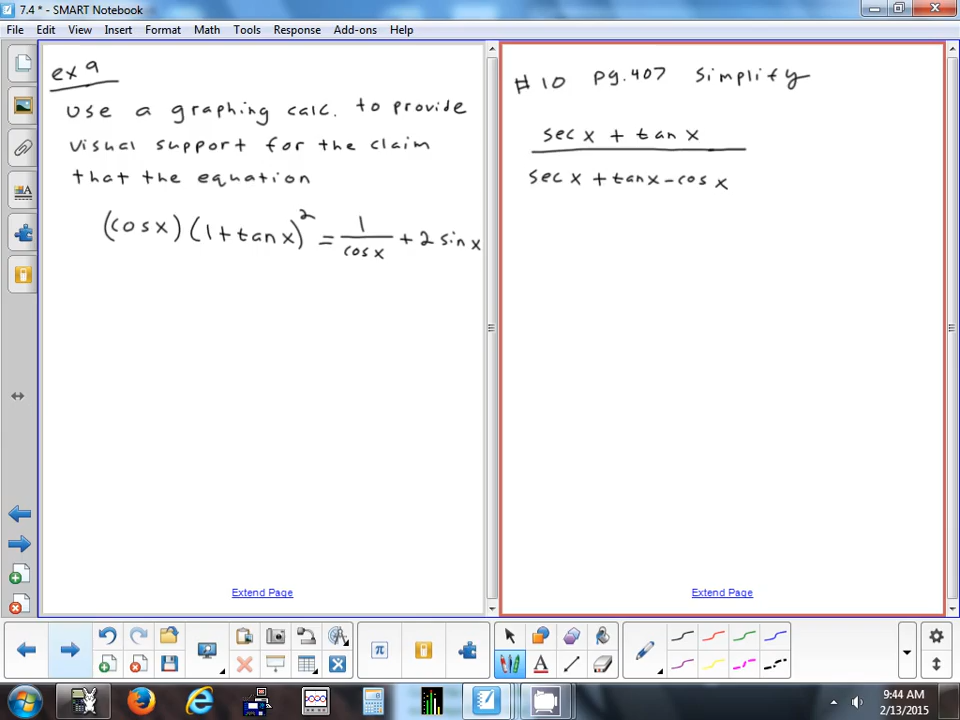 7.4 * - SMART Notebook
File Edit View Insert Format Math Tools Response Add-ons Help
ex 9
Use a graphing calc. to provide
visual support for the claim
that the equation
(cos x) (1 + tan x)² = 1/cos x + 2 sin x
Extend Page
# 10 pg. 407 Simplify
sec x + tan x
sec x + tan x - cos x
Extend Page
9:44 AM
2/13/2015